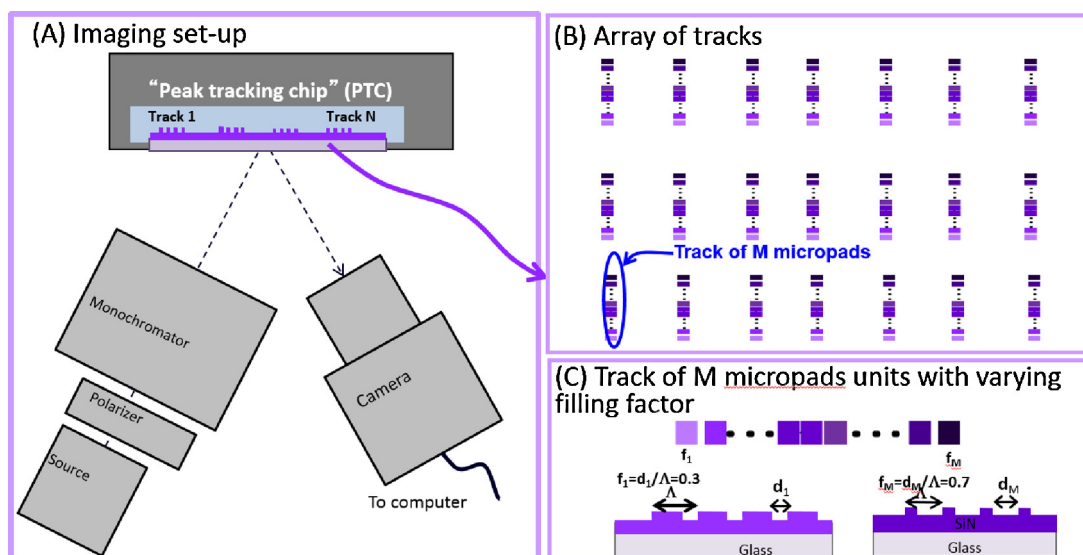 (A) Imaging set-up
“Peak tracking chip” (PTC)
Track 1
Track N
Monochromator
Polarizer
Source
Camera
To computer
(B) Array of tracks
Track of M micropads
(C) Track of M micropads units with varying
filling factor
f1
fM
f1=d1/Λ=0.3
Λ
d1
Glass
fM=dM/Λ=0.7
Λ
dM
SiN
Glass